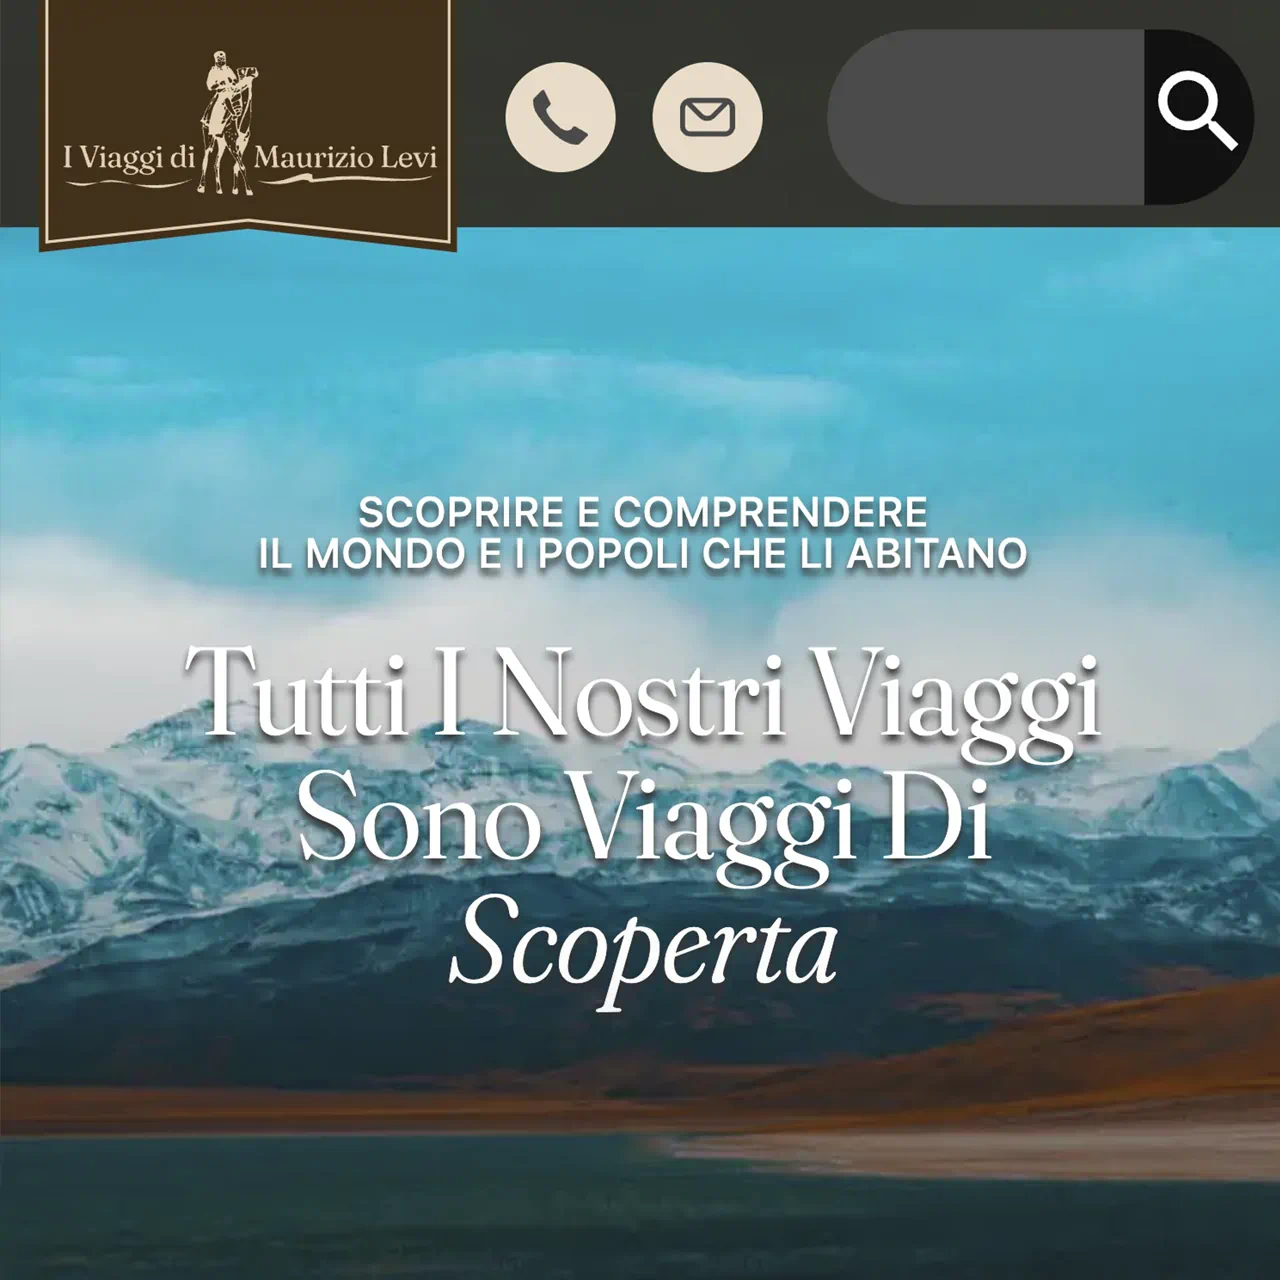 I Viaggi di Maurizio Levi
SCOPRIRE E COMPRENDERE
IL MONDO E I POPOLI CHE LI ABITANO
Tutti I Nostri Viaggi
Sono Viaggi Di
Scoperta